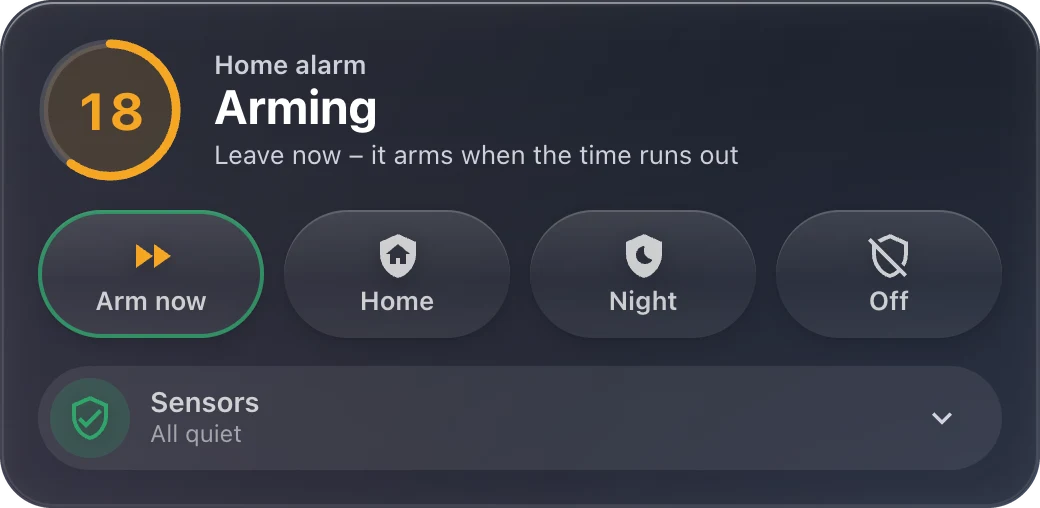 18
Home alarm
Arming
Leave now – it arms when the time runs out
Arm now
Home
Night
Off
Sensors
All quiet